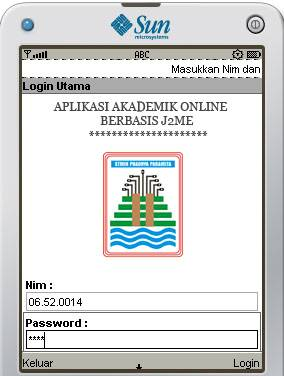 Sun
microsystems
ABC
Masukkan Nim dan
Login Utama
APLIKASI AKADEMIK ONLINE
BERBASIS J2ME
*********************
STMIK PRADNYA PARAMITA
Nim :
06.52.0014
Password :
****
Keluar
Login